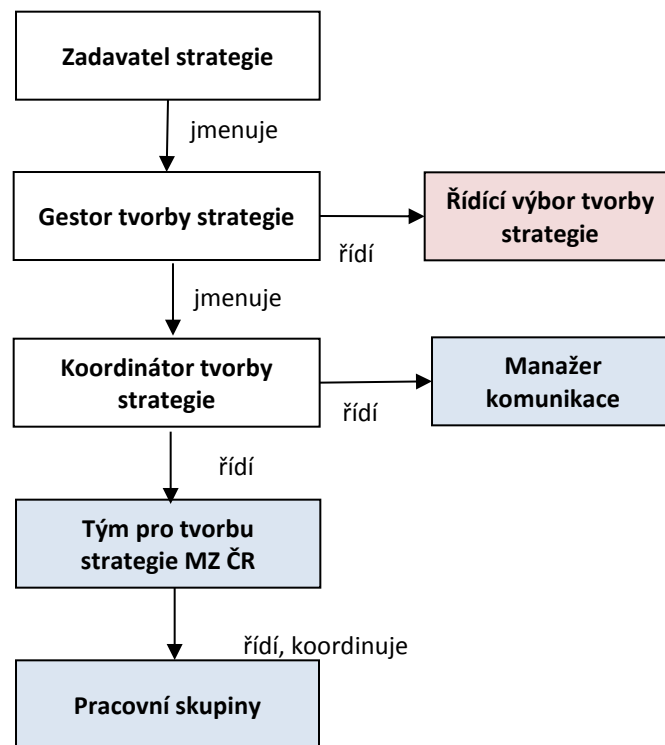 Zadavatel strategie
jmenuje
Gestor tvorby strategie
Řídící výbor tvorby
strategie
řídí
jmenuje
Koordinátor tvorby
strategie
Manažer
komunikace
řídí
řídí
Tým pro tvorbu
strategie MZ ČR
řídí, koordinuje
Pracovní skupiny